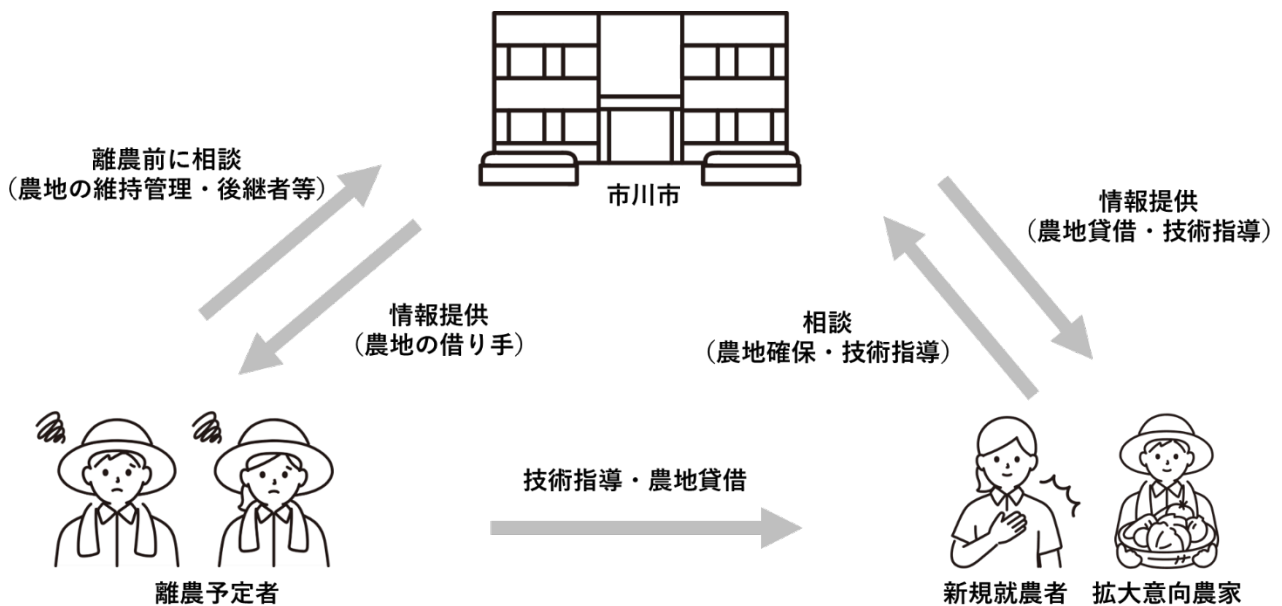 市川市
離農前に相談
（農地の維持管理・後継者等）
情報提供
（農地の借り手）
情報提供
（農地貸借・技術指導）
相談
（農地確保・技術指導）
技術指導・農地貸借
離農予定者
新規就農者
拡大意向農家